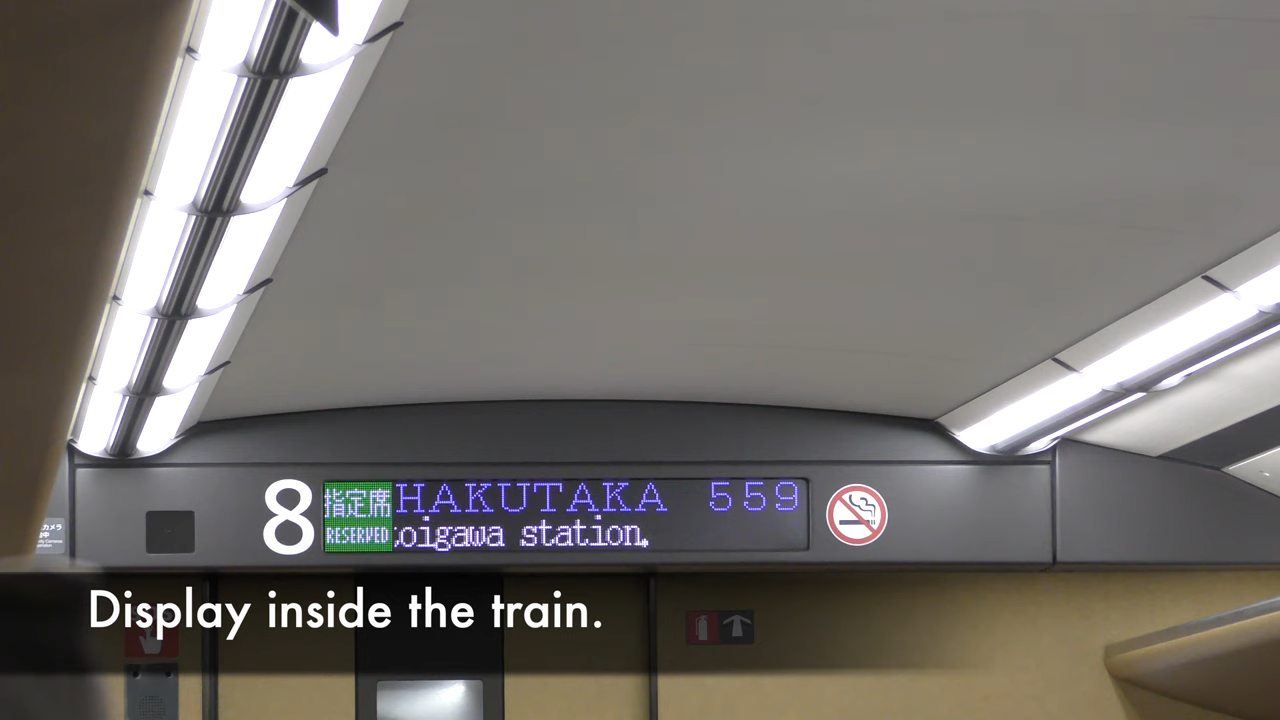 8
指定席
RESERVED
HAKUTAKA 559
oigawa station.
Display inside the train.